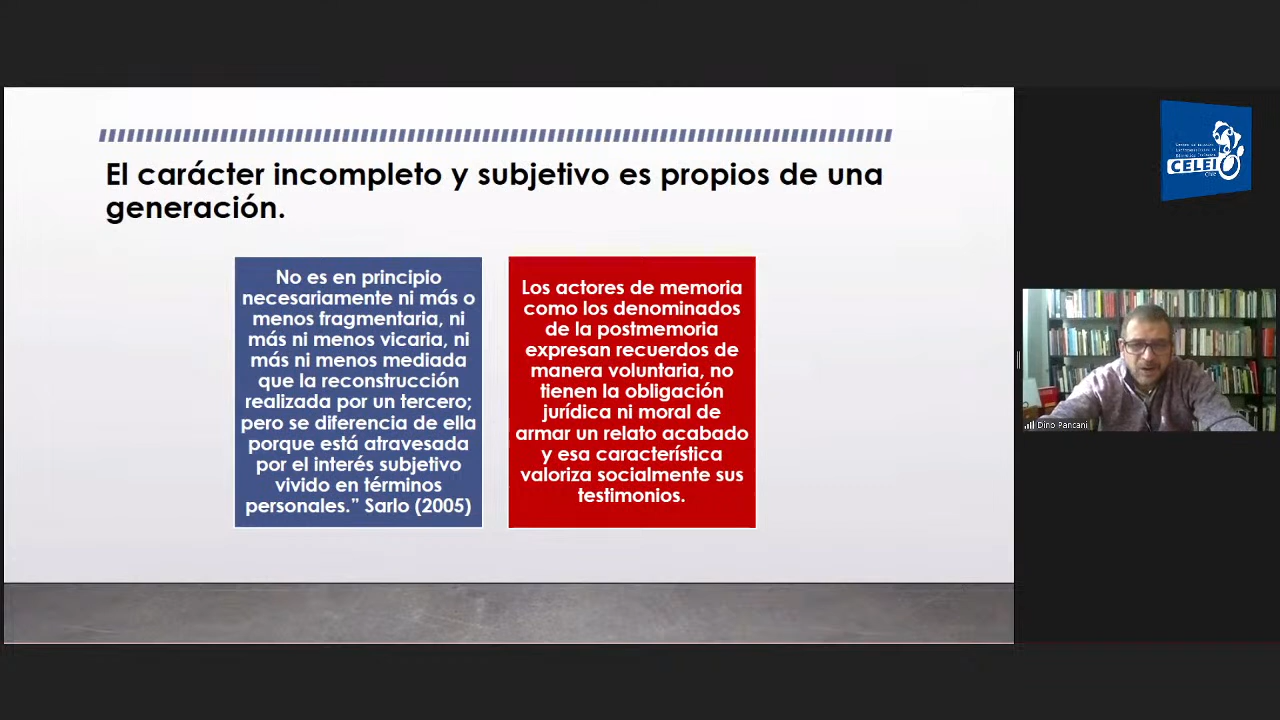 El carácter incompleto y subjetivo es propios de una
generación.
No es en principio
necesariamente ni más o
menos fragmentaria, ni
más ni menos vicaria, ni
más ni menos mediada
que la reconstrucción
realizada por un tercero;
pero se diferencia de ella
porque está atravesada
por el interés subjetivo
vivido en términos
personales.” Sarlo (2005)
Los actores de memoria
como los denominados
de la postmemoria
expresan recuerdos de
manera voluntaria, no
tienen la obligación
jurídica ni moral de
armar un relato acabado
y esa característica
valoriza socialmente sus
testimonios.
CELEI
Chile
Dino Pancani